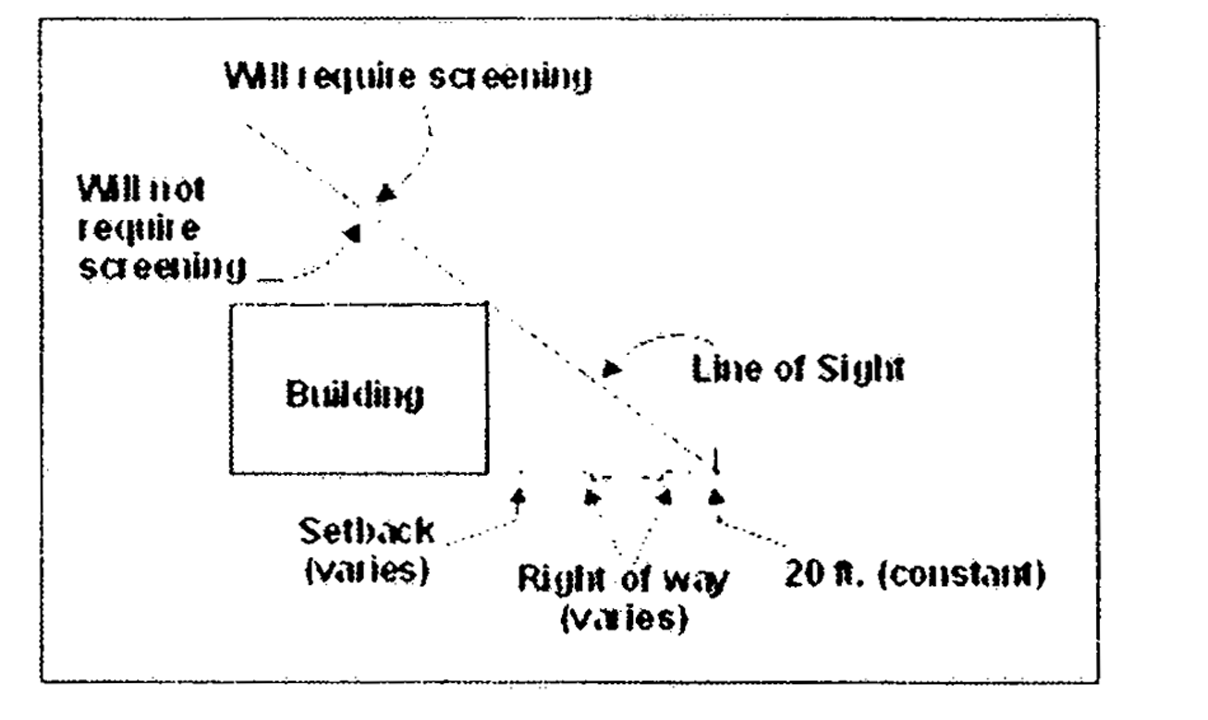 Will require screening
Will not
require
screening
Building
Line of Sight
Setback
(varies)
Right of way
(varies)
20 ft. (constant)